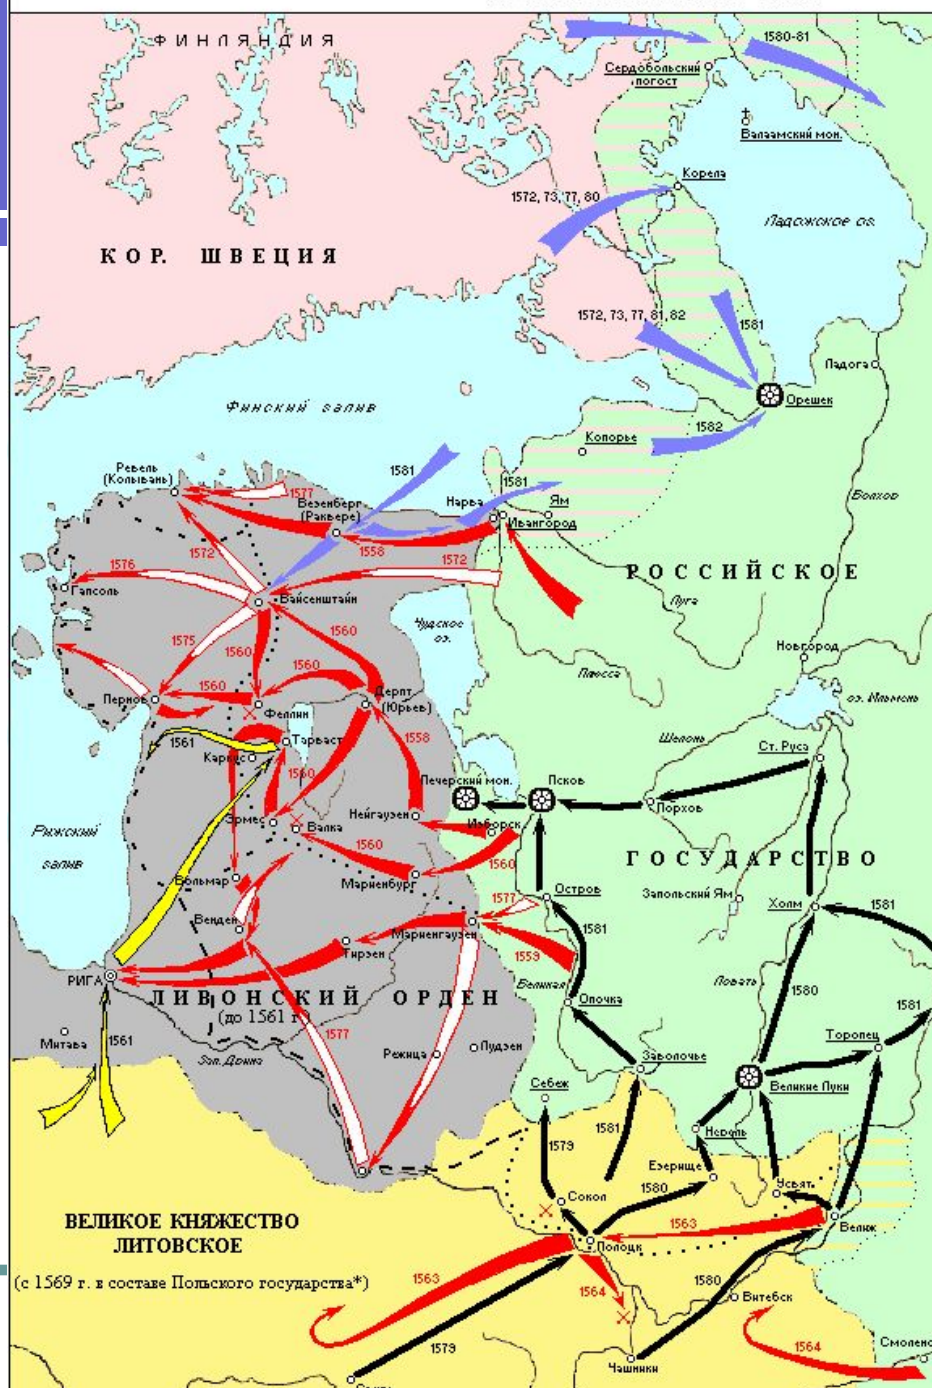 ФИНЛЯНДИЯ
1580-81
Сердобольский
погост
Валаамский мон.
Корела
1572, 73, 77, 80
Ладожское оз.
КОР. ШВЕЦИЯ
1572, 73, 77, 81, 82
1581
Ладога
Орешек
Финский залив
1582
Копорье
1581
Ревель
(Колывань)
1577
Везенберг
(Раквере)
Нарва
1581
Ям
Ивангород
Волхов
1558
1572
1572
1576
РОССИЙСКОЕ
Гапсоль
Вайсенштайн
Луга
Чудское
оз.
1575
1560
1560
Новгород
Плюсса
1560
1560
Дерпт
(Юрьев)
Пернов
Феллин
оз. Ильмень
1561
Тарваст
1558
Шелонь
Каркус
Ст. Руса
1560
Печерский мон.
Псков
Порхов
Рижский
залив
Эрмес
Валка
Нейгаузен
Изборск
1560
1560
ГОСУДАРСТВО
Вольмар
Мариенбург
Остров
Запольский Ям
Холм
1577
1581
Венден
Мариенгаузен
1581
Тирзен
1559
Великая
РИГА
Ловать
1580
ЛИВОНСКИЙ ОРДЕН
(до 1561 г
Опочка
1581
Митава
1561
1577
Торопец
Зап. Двина
Режица
Лудзен
Заволочье
Себеж
Великие Луки
1581
Невель
1579
Езерище
1580
Усвят.
Сокол
ВЕЛИКОЕ КНЯЖЕСТВО
ЛИТОВСКОЕ
1563
Велиж
Полоцк
(с 1569 г. в составе Польского государства*)
1563
1564
1580
Витебск
1579
1564
Смоленс
Чашники